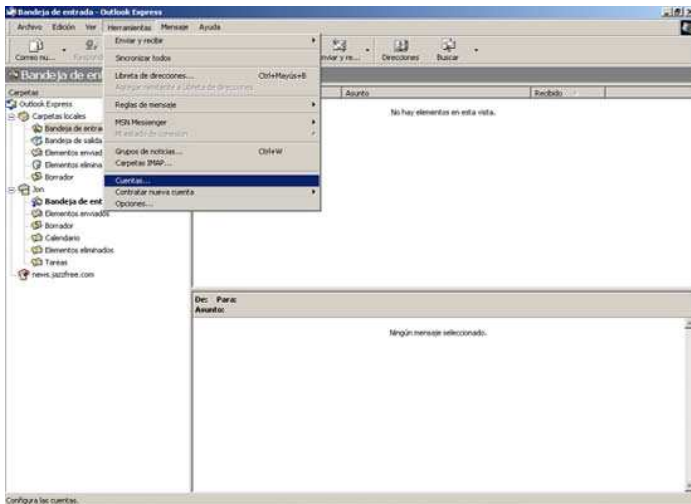 Bandeja de entrada - Outlook Express
Archivo Edición Ver Herramientas Mensaje Ayuda
Correo nu... Enviar y re... Direcciones Buscar
Bandeja de en
Carpetas
Outlook Express
Carpetas locales
Bandeja de entra
Bandeja de salida
Elementos enviad
Elementos elimina
Borrador
Jon
Bandeja de ent
Elementos enviados
Borrador
Calendario
Elementos eliminados
Tareas
news.jazzfree.com
Enviar y recibir
Sincronizar todos
Libreta de direcciones... Ctrl+Mayús+B
Agregar remitente a Libreta de direcciones
Reglas de mensaje
MSN Messenger
Mi estado de conexión
Grupos de noticias... Ctrl+W
Carpetas IMAP...
Cuentas...
Contratar nueva cuenta
Opciones...
Asunto Recibido
No hay elementos en esta vista.
De: Para:
Asunto:
Ningún mensaje seleccionado.
Configura las cuentas.